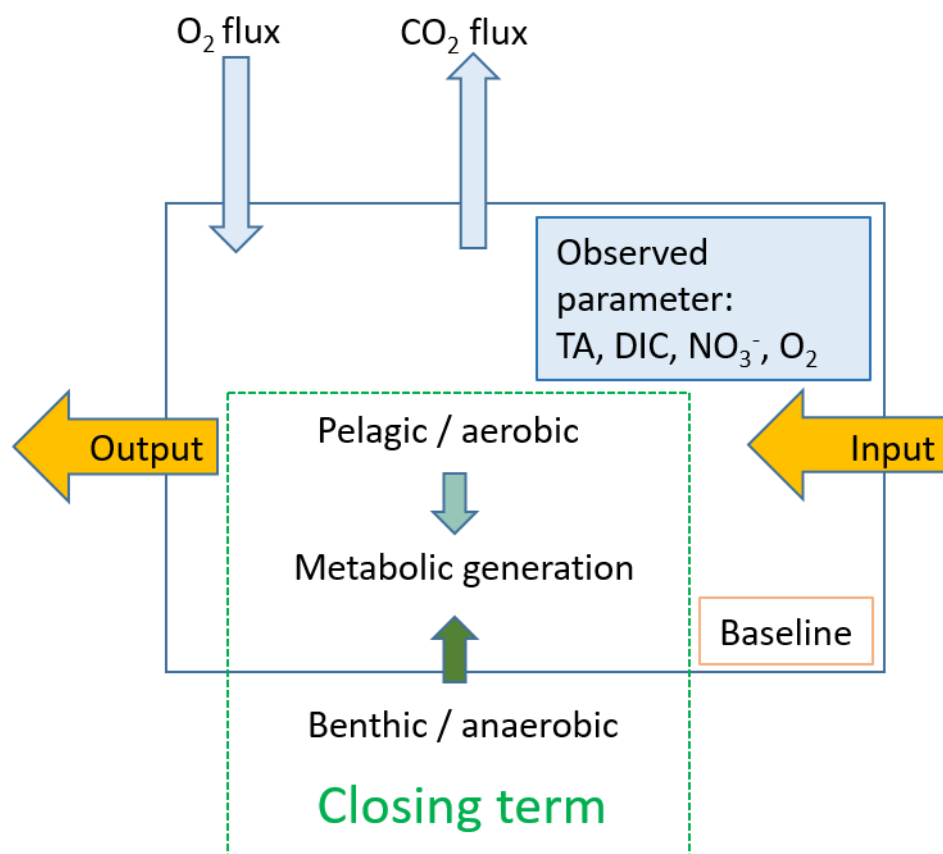 O₂ flux
CO₂ flux
Observed
parameter:
TA, DIC, NO₃⁻, O₂
Pelagic / aerobic
Output
Input
Metabolic generation
Baseline
Benthic / anaerobic
Closing term